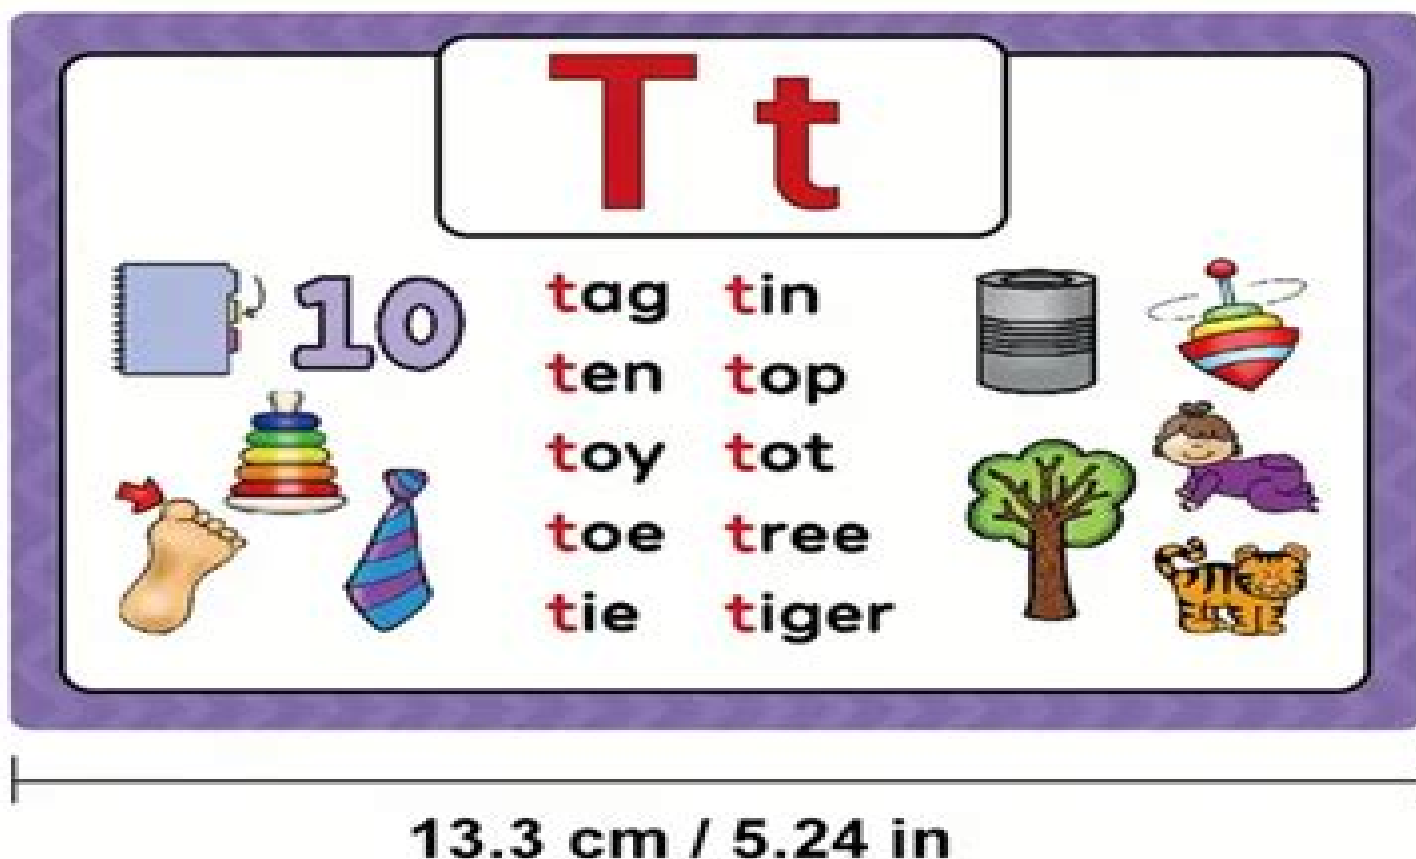 T t
10
tag tin
ten top
toy tot
toe tree
tie tiger
13.3 cm / 5.24 in